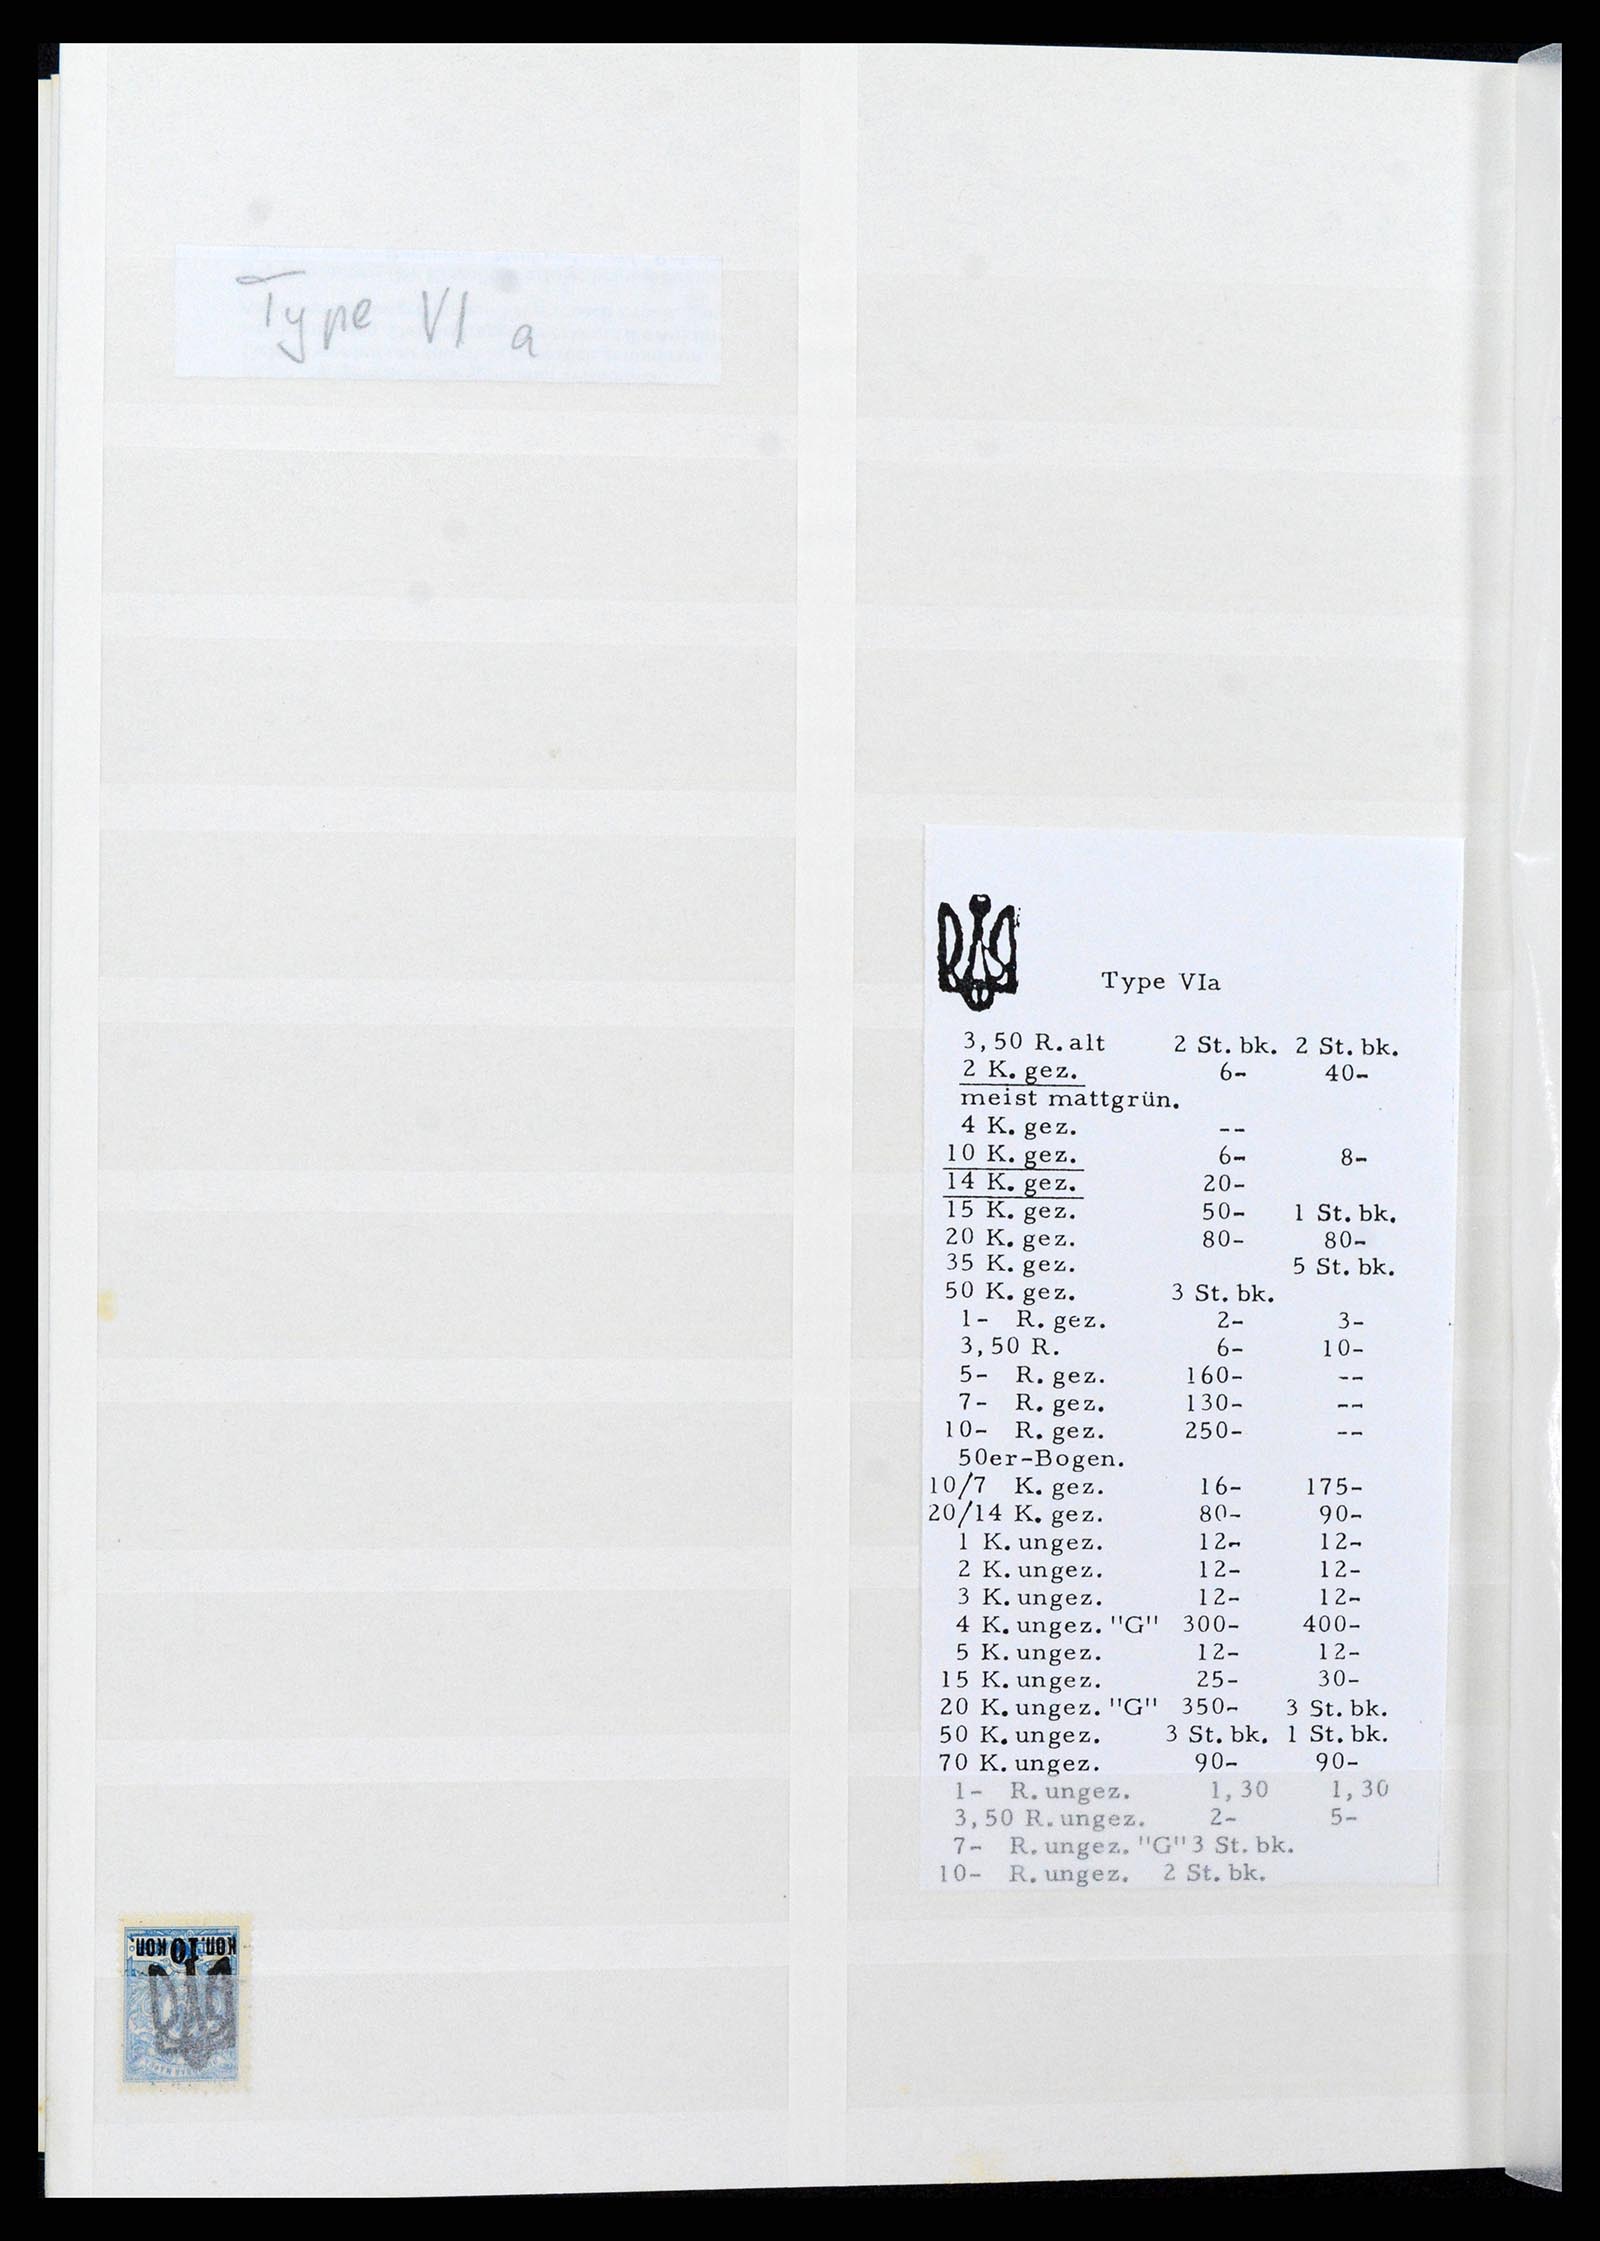 Type VI a
Type VIa
3,50 R. alt 2 St. bk. 2 St. bk.
2 K. gez. 6- 40-
meist mattgrün.
4 K. gez. --
10 K. gez. 6- 8-
14 K. gez. 20-
15 K. gez. 50- 1 St. bk.
20 K. gez. 80- 80-
35 K. gez. 5 St. bk.
50 K. gez. 3 St. bk.
1- R. gez. 2- 3-
3,50 R. 6- 10-
5- R. gez. 160- --
7- R. gez. 130- --
10- R. gez. 250- --
50er-Bogen.
10/7 K. gez. 16- 175-
20/14 K. gez. 80- 90-
1 K. ungez. 12- 12-
2 K. ungez. 12- 12-
3 K. ungez. 12- 12-
4 K. ungez. "G" 300- 400-
5 K. ungez. 12- 12-
15 K. ungez. 25- 30-
20 K. ungez. "G" 350- 3 St. bk.
50 K. ungez. 3 St. bk. 1 St. bk.
70 K. ungez. 90- 90-
1- R. ungez. 1,30 1,30
3,50 R. ungez. 2- 5-
7- R. ungez. "G" 3 St. bk.
10- R. ungez. 2 St. bk.
коп. 10 коп.